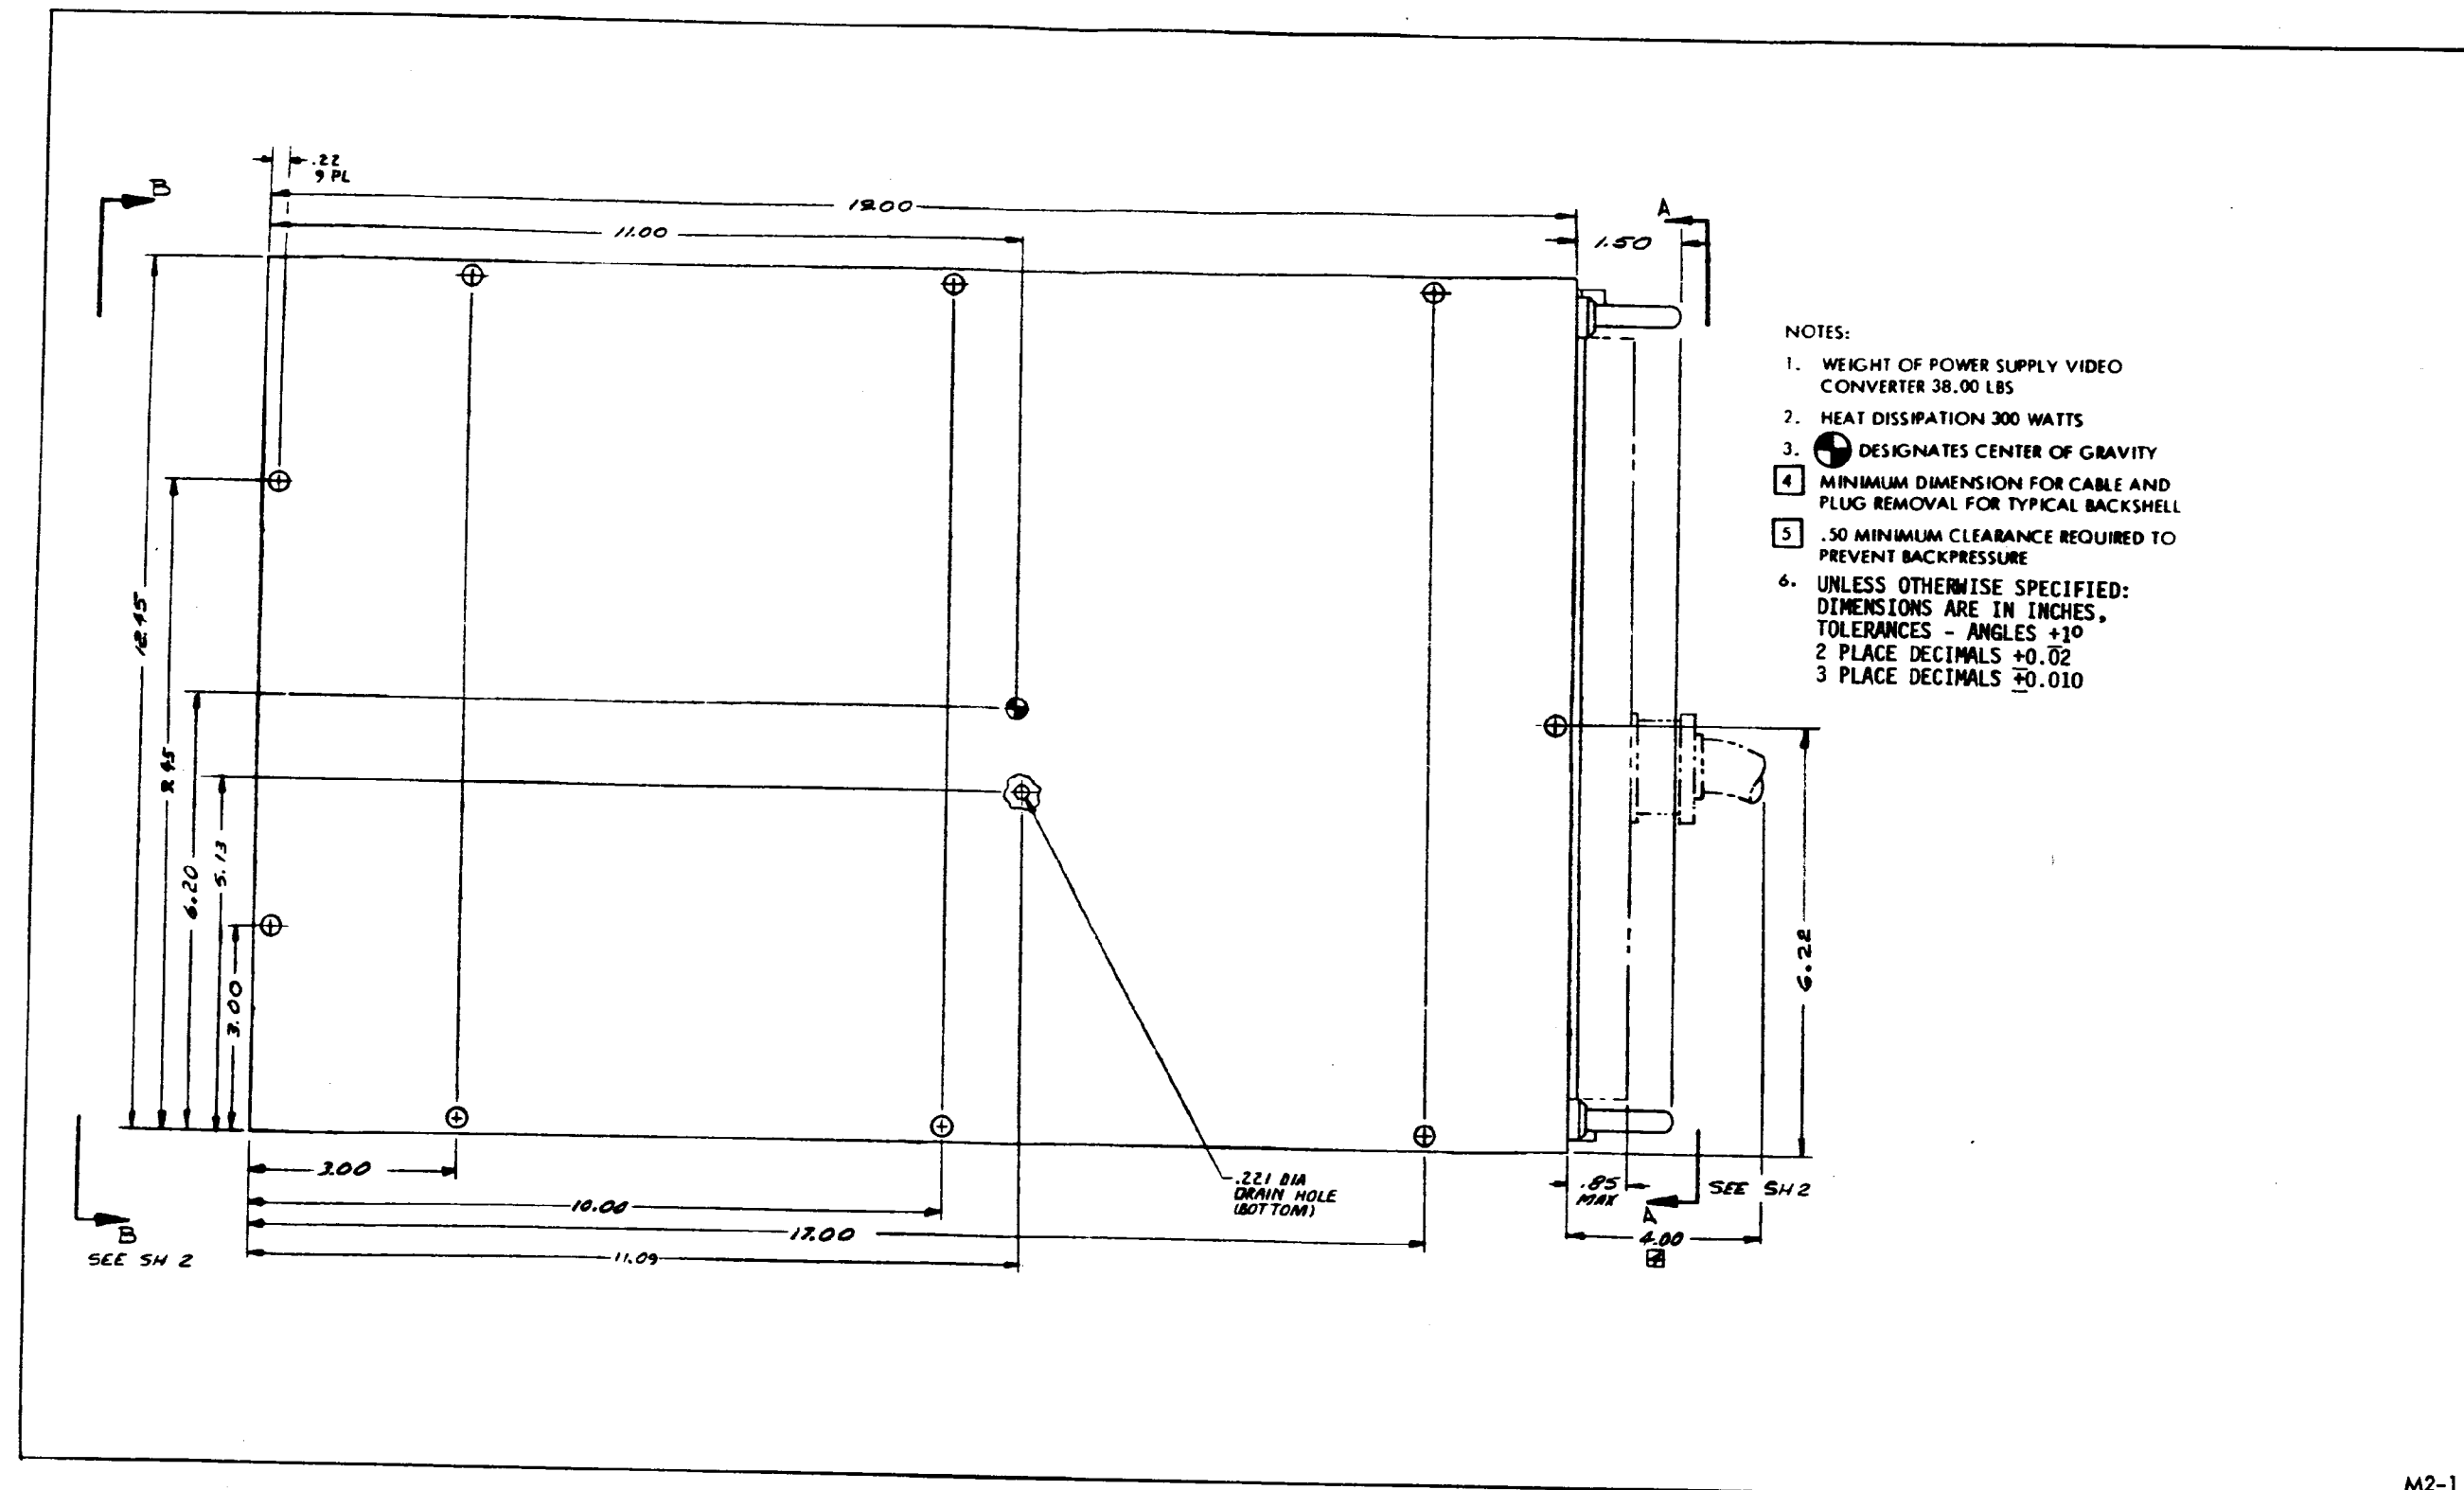 .22
9 PL
B
19.00
11.00
A
1.50
NOTES:
1. WEIGHT OF POWER SUPPLY VIDEO
CONVERTER 38.00 LBS
2. HEAT DISSIPATION 300 WATTS
3. DESIGNATES CENTER OF GRAVITY
4 MINIMUM DIMENSION FOR CABLE AND
PLUG REMOVAL FOR TYPICAL BACKSHELL
5 .50 MINIMUM CLEARANCE REQUIRED TO
PREVENT BACKPRESSURE
6. UNLESS OTHERWISE SPECIFIED:
DIMENSIONS ARE IN INCHES,
TOLERANCES - ANGLES ±1º
2 PLACE DECIMALS ±0.02
3 PLACE DECIMALS ±0.010
12.45
9.45
6.20
5.13
3.00
6.22
3.00
10.00
17.00
11.09
.221 DIA
DRAIN HOLE
(BOTTOM)
.85
MAX
SEE SH 2
A
4.00
4
B
SEE SH 2
M2-1